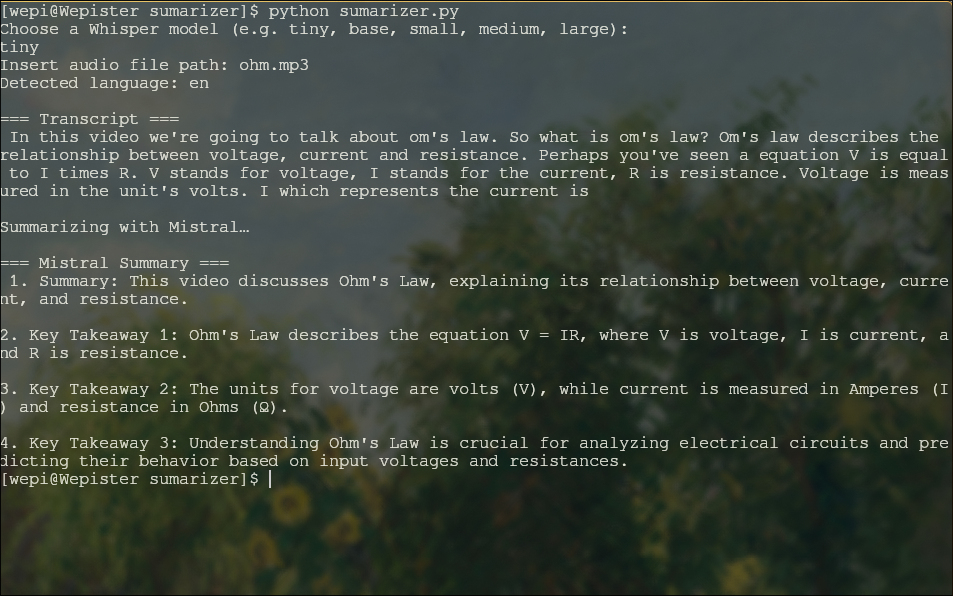 [wepi@Wepister sumarizer]$ python sumarizer.py
Choose a Whisper model (e.g. tiny, base, small, medium, large):
tiny
Insert audio file path: ohm.mp3
Detected language: en
=== Transcript ===
In this video we're going to talk about om's law. So what is om's law? Om's law describes the
relationship between voltage, current and resistance. Perhaps you've seen a equation V is equal
to I times R. V stands for voltage, I stands for the current, R is resistance. Voltage is meas
ured in the unit's volts. I which represents the current is
Summarizing with Mistral…
=== Mistral Summary ===
1. Summary: This video discusses Ohm's Law, explaining its relationship between voltage, curre
nt, and resistance.
2. Key Takeaway 1: Ohm's Law describes the equation V = IR, where V is voltage, I is current, a
nd R is resistance.
3. Key Takeaway 2: The units for voltage are volts (V), while current is measured in Amperes (I
) and resistance in Ohms (Ω).
4. Key Takeaway 3: Understanding Ohm's Law is crucial for analyzing electrical circuits and pre
dicting their behavior based on input voltages and resistances.
[wepi@Wepister sumarizer]$